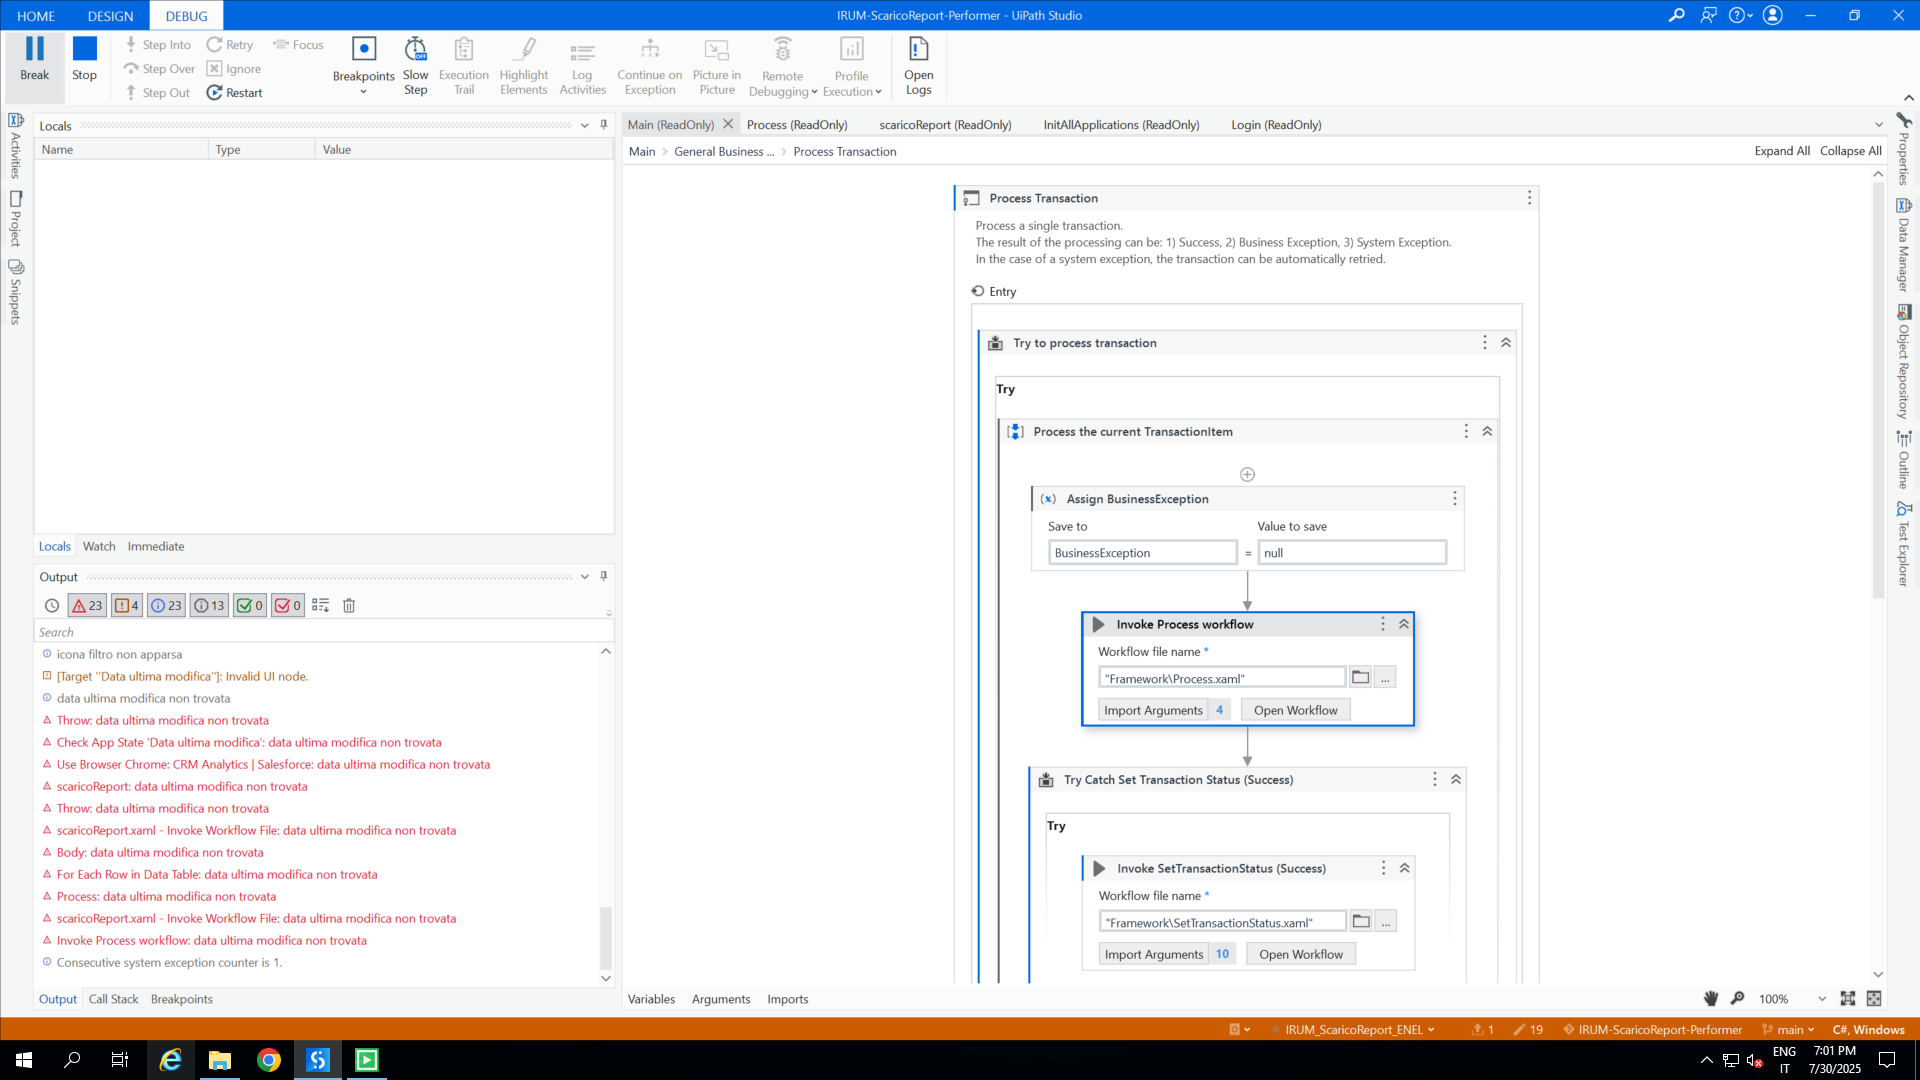 HOME DESIGN DEBUG
IRUM-ScaricoReport-Performer - UiPath Studio
Break
Stop
Step Into
Step Over
Step Out
Retry
Ignore
Restart
Focus
Breakpoints
Slow Step
Execution Trail
Highlight Elements
Log Activities
Continue on Exception
Picture in Picture
Remote Debugging
Profile Execution
Open Logs
Activities
Project
Snippets
Locals
Name Type Value
Locals Watch Immediate
Output
23 4 23 13 0 0
Search
icona filtro non apparsa
[Target "Data ultima modifica"]: Invalid UI node.
data ultima modifica non trovata
Throw: data ultima modifica non trovata
Check App State 'Data ultima modifica': data ultima modifica non trovata
Use Browser Chrome: CRM Analytics | Salesforce: data ultima modifica non trovata
scaricoReport: data ultima modifica non trovata
Throw: data ultima modifica non trovata
scaricoReport.xaml - Invoke Workflow File: data ultima modifica non trovata
Body: data ultima modifica non trovata
For Each Row in Data Table: data ultima modifica non trovata
Process: data ultima modifica non trovata
scaricoReport.xaml - Invoke Workflow File: data ultima modifica non trovata
Invoke Process workflow: data ultima modifica non trovata
Consecutive system exception counter is 1.
Output Call Stack Breakpoints
Main (ReadOnly) Process (ReadOnly) scaricoReport (ReadOnly) InitAllApplications (ReadOnly) Login (ReadOnly)
Main > General Business ... > Process Transaction
Expand All Collapse All
Process Transaction
Process a single transaction.
The result of the processing can be: 1) Success, 2) Business Exception, 3) System Exception.
In the case of a system exception, the transaction can be automatically retried.
Entry
Try to process transaction
Try
Process the current TransactionItem
(x) Assign BusinessException
Save to Value to save
BusinessException = null
Invoke Process workflow
Workflow file name *
"Framework\Process.xaml" ...
Import Arguments 4 Open Workflow
Try Catch Set Transaction Status (Success)
Try
Invoke SetTransactionStatus (Success)
Workflow file name *
"Framework\SetTransactionStatus.xaml" ...
Import Arguments 10 Open Workflow
Variables Arguments Imports
100%
Properties
Data Manager
Object Repository
Outline
Test Explorer
IRUM_ScaricoReport_ENEL 1 19 IRUM-ScaricoReport-Performer main C#, Windows
ENG
IT
7:01 PM
7/30/2025